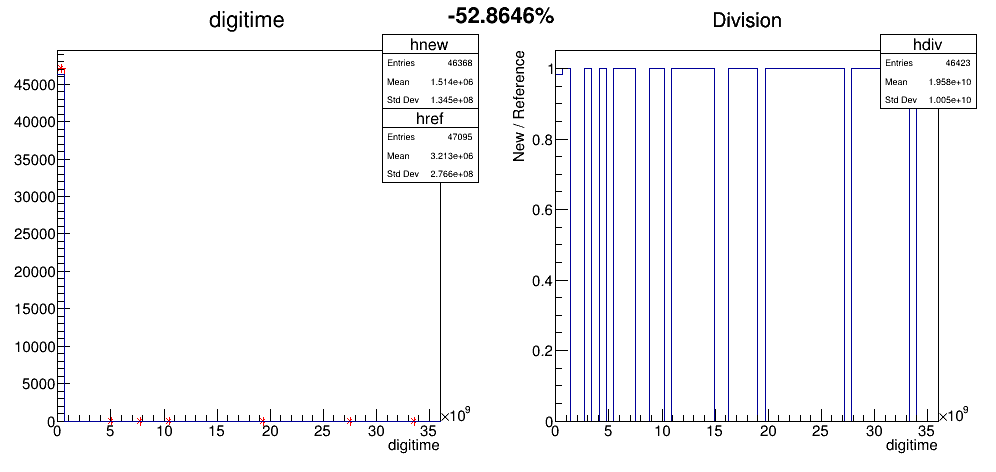 -52.8646%
digitime
hnew
Entries 46368
Mean 1.514e+06
Std Dev 1.345e+08
href
Entries 47095
Mean 3.213e+06
Std Dev 2.766e+08
45000
40000
35000
30000
25000
20000
15000
10000
5000
0
0 5 10 15 20 25 30 35
×10⁹
digitime
Division
hdiv
Entries 46423
Mean 1.958e+10
Std Dev 1.005e+10
New / Reference
1
0.8
0.6
0.4
0.2
0
0 5 10 15 20 25 30 35
×10⁹
digitime